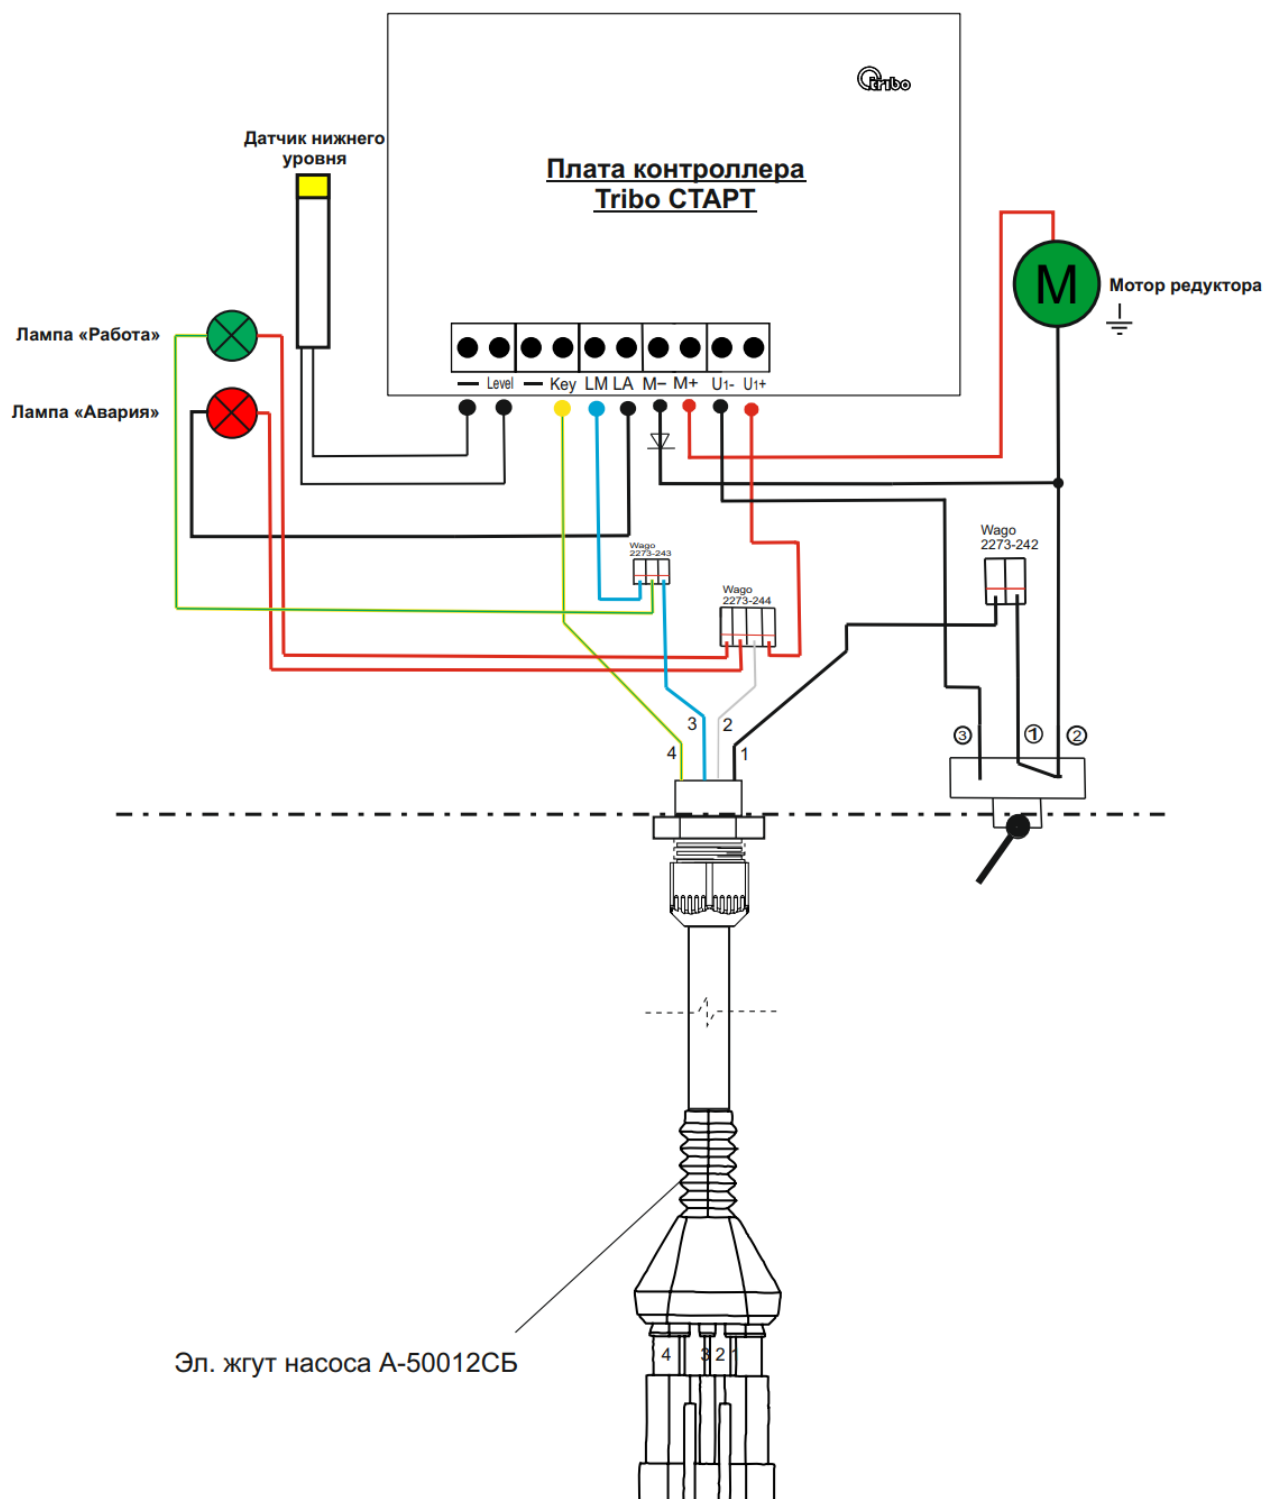 tribo
Датчик нижнего
уровня
Плата контроллера
Tribo СТАРТ
М
Мотор редуктора
Лампа «Работа»
Лампа «Авария»
— Level — Key LM LA M– M+ U1- U1+
Wago
2273-243
Wago
2273-244
Wago
2273-242
3 1 2
4 3 2 1
Эл. жгут насоса А-50012СБ
4 3 2 1